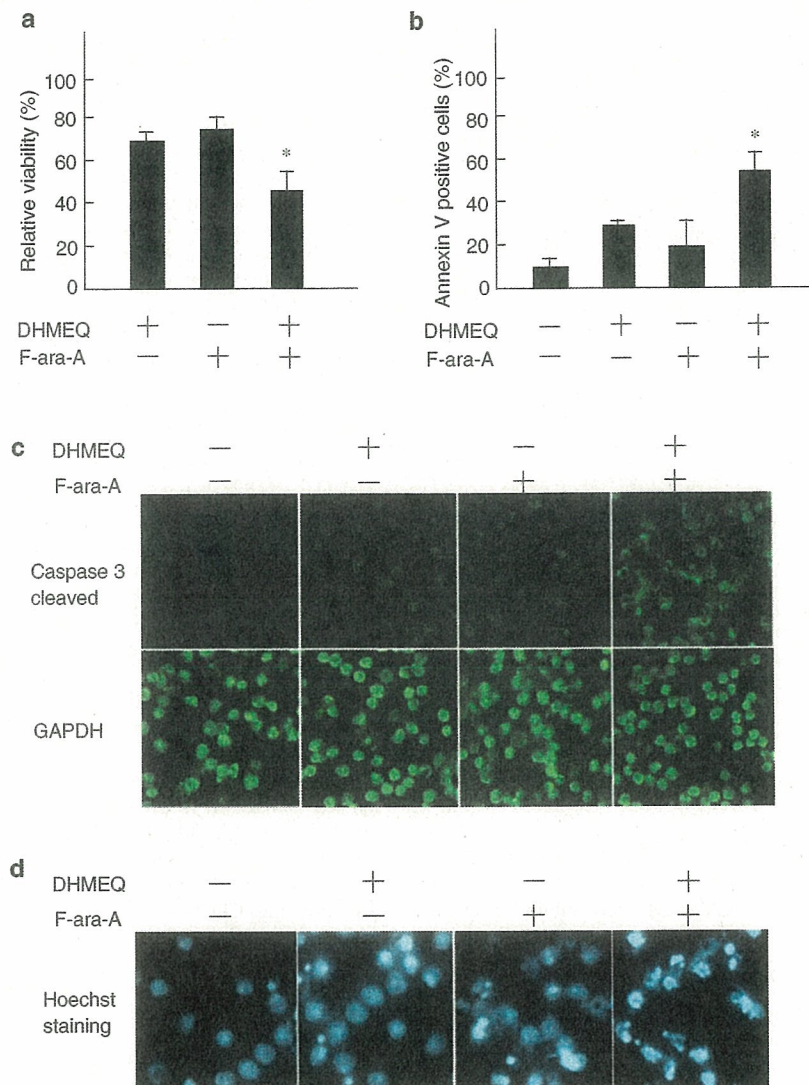 a
Relative viability (%)
100
80
60
40
20
0
*
DHMEQ + − +
F-ara-A − + +
b
Annexin V positive cells (%)
100
80
60
40
20
0
*
DHMEQ − + − +
F-ara-A − − + +
c
DHMEQ − + − +
F-ara-A − − + +
Caspase 3
cleaved
GAPDH
d
DHMEQ − + − +
F-ara-A − − + +
Hoechst
staining